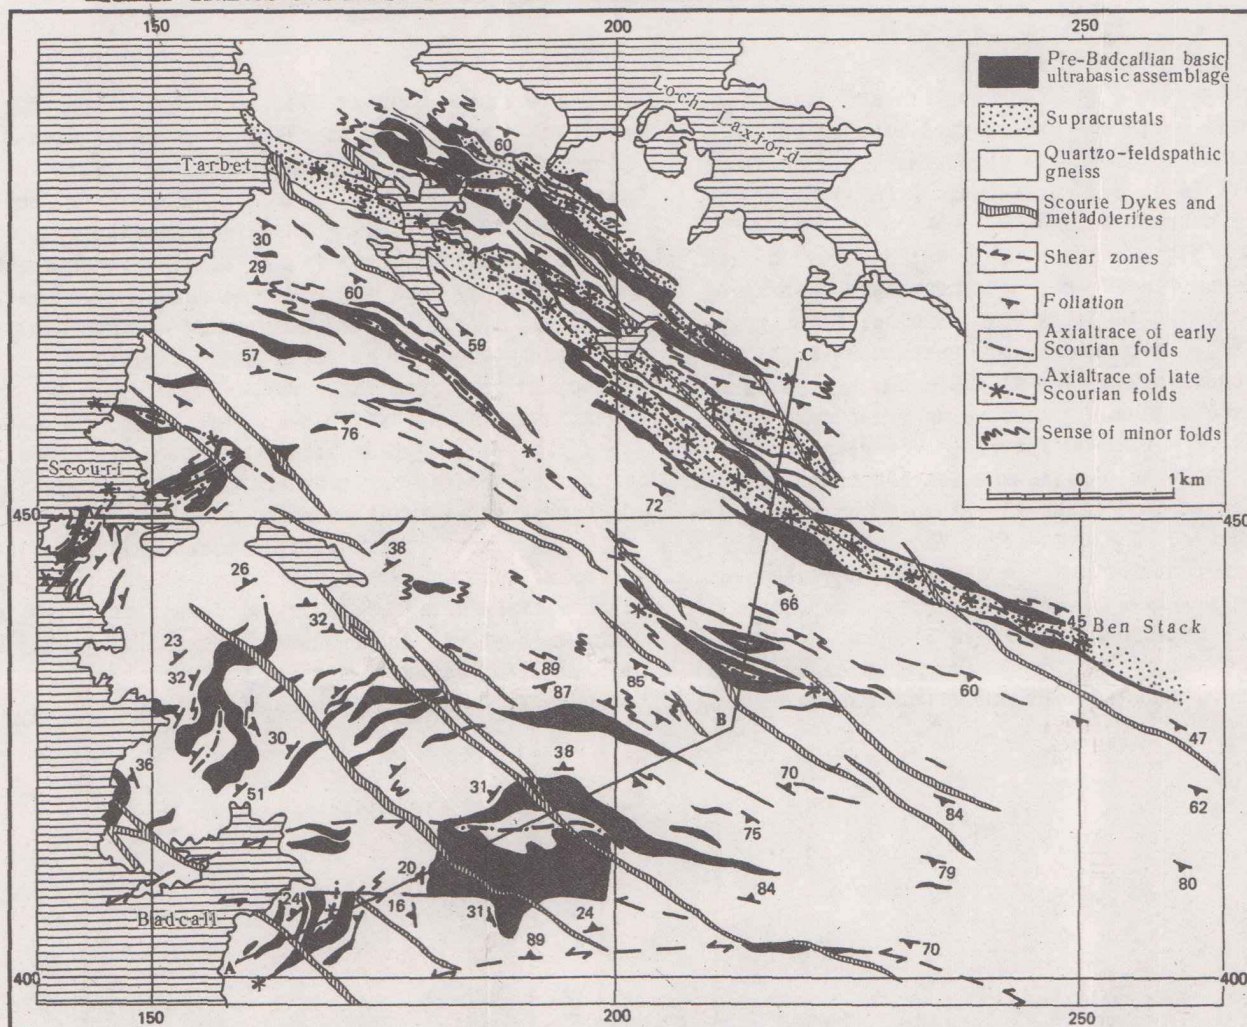 150
200
250
Loch Laxford
Pre-Badcallian basic
ultrabasic assemblage
Supracrustals
Quartzo-feldspathic
gneiss
Scourie Dykes and
metadolerites
Shear zones
Foliation
Axialtrace of early
Scourian folds
Axialtrace of late
Scourian folds
Sense of minor folds
1 0 1 km
Tarbet
60
30
29
60
59
57
C
76
Scouri
72
450
450
38
26
32
66
45
Ben Stack
23
32
89
87
85
60
B
47
30
36
51
38
31
70
62
75
84
20
79
80
84
24
16
31
24
Badcall
89
70
A
400
400
150
200
250